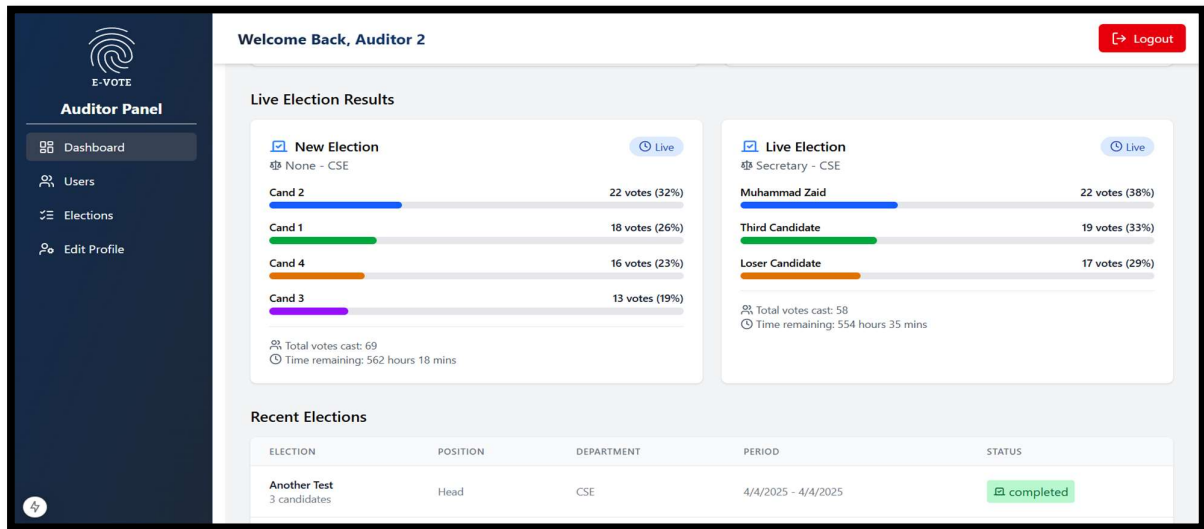 E-VOTE
Auditor Panel
Dashboard
Users
Elections
Edit Profile
Welcome Back, Auditor 2
Logout
Live Election Results
New Election
Live
None - CSE
Cand 2 22 votes (32%)
Cand 1 18 votes (26%)
Cand 4 16 votes (23%)
Cand 3 13 votes (19%)
Total votes cast: 69
Time remaining: 562 hours 18 mins
Live Election
Live
Secretary - CSE
Muhammad Zaid 22 votes (38%)
Third Candidate 19 votes (33%)
Loser Candidate 17 votes (29%)
Total votes cast: 58
Time remaining: 554 hours 35 mins
Recent Elections
ELECTION POSITION DEPARTMENT PERIOD STATUS
Another Test
3 candidates Head CSE 4/4/2025 - 4/4/2025 completed